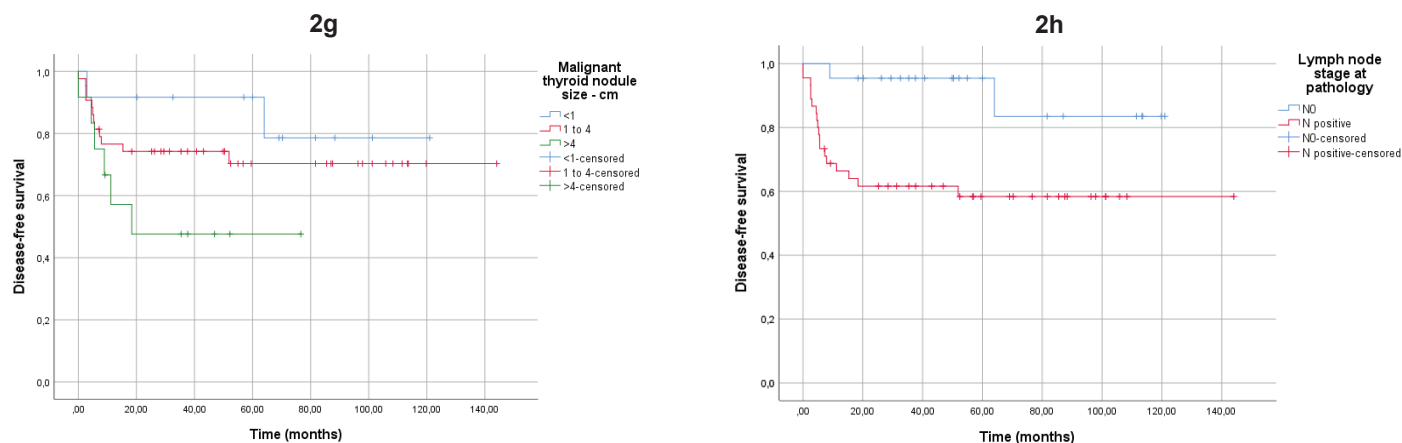 2g
Disease-free survival
1,0
0,8
0,6
0,4
0,2
0,0
,00 20,00 40,00 60,00 80,00 100,00 120,00 140,00
Time (months)
Malignant
thyroid nodule
size - cm
<1
1 to 4
>4
<1-censored
1 to 4-censored
>4-censored
2h
Disease-free survival
1,0
0,8
0,6
0,4
0,2
0,0
,00 20,00 40,00 60,00 80,00 100,00 120,00 140,00
Time (months)
Lymph node
stage at
pathology
N0
N positive
N0-censored
N positive-censored